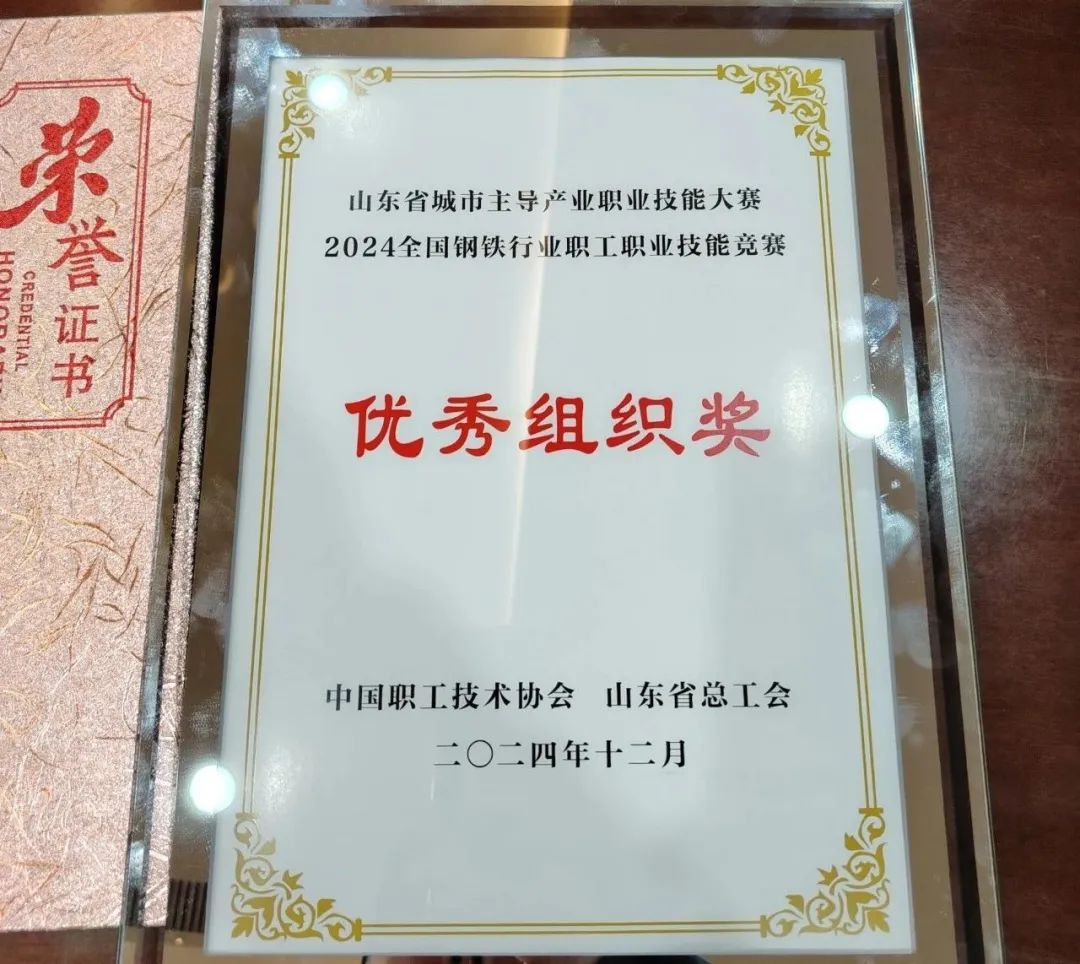 荣誉证书
CREDENTIAL
山东省城市主导产业职业技能大赛
2024全国钢铁行业职工职业技能竞赛
优秀组织奖
中国职工技术协会 山东省总工会
二〇二四年十二月